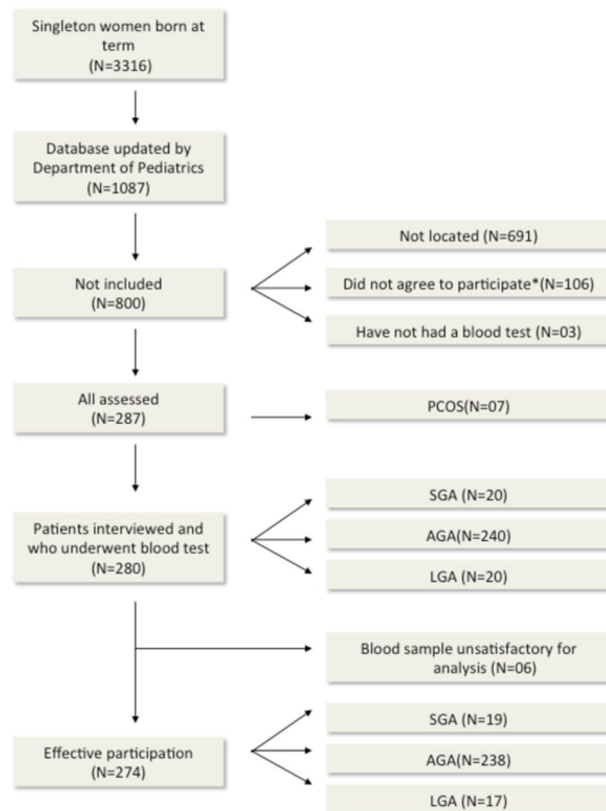 Singleton women born at
term
(N=3316)
Database updated by
Department of Pediatrics
(N=1087)
Not included
(N=800)
Not located (N=691)
Did not agree to participate*(N=106)
Have not had a blood test (N=03)
All assessed
(N=287)
PCOS(N=07)
Patients interviewed and
who underwent blood test
(N=280)
SGA (N=20)
AGA(N=240)
LGA (N=20)
Blood sample unsatisfactory for
analysis (N=06)
Effective participation
(N=274)
SGA (N=19)
AGA(N=238)
LGA (N=17)